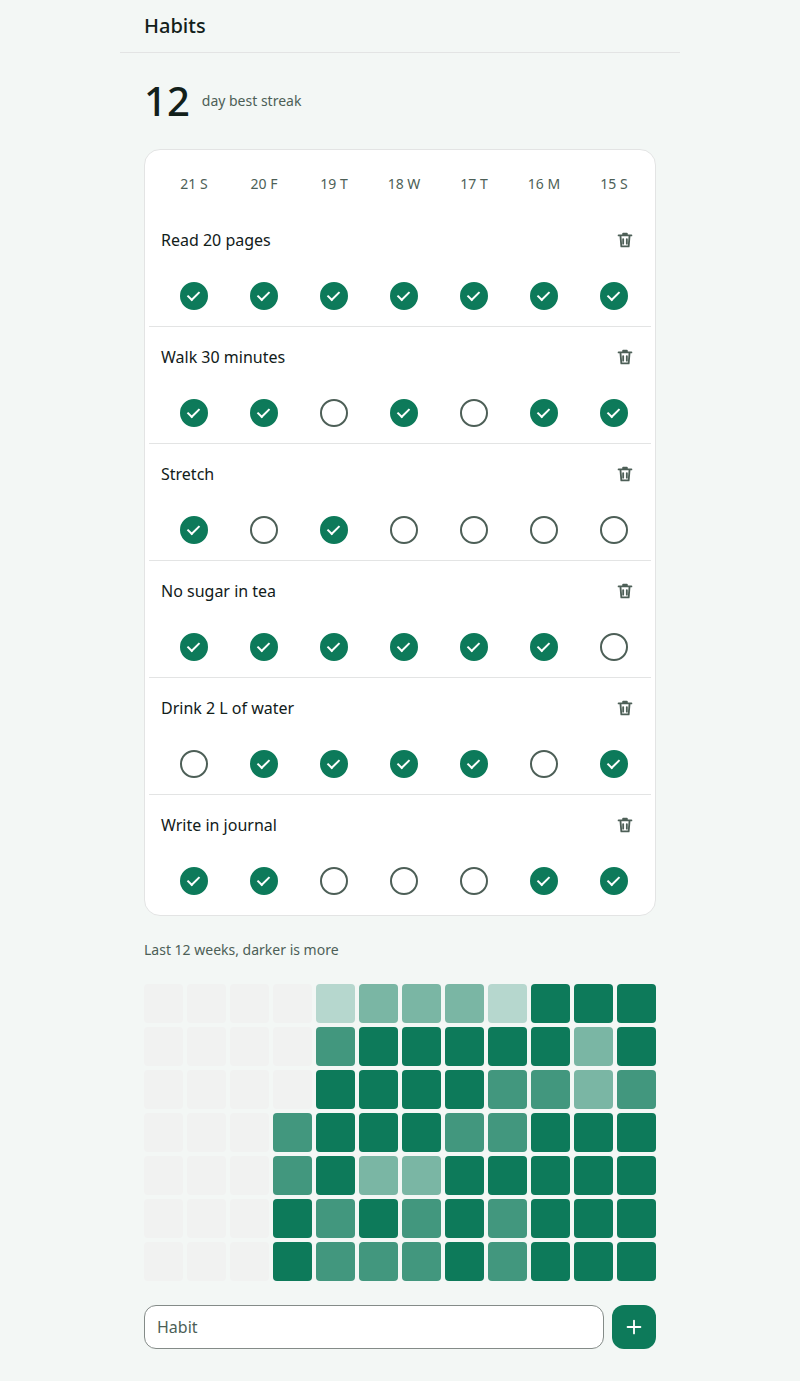 Habits
12 day best streak
21 S 20 F 19 T 18 W 17 T 16 M 15 S
Read 20 pages
Walk 30 minutes
Stretch
No sugar in tea
Drink 2 L of water
Write in journal
Last 12 weeks, darker is more
Habit